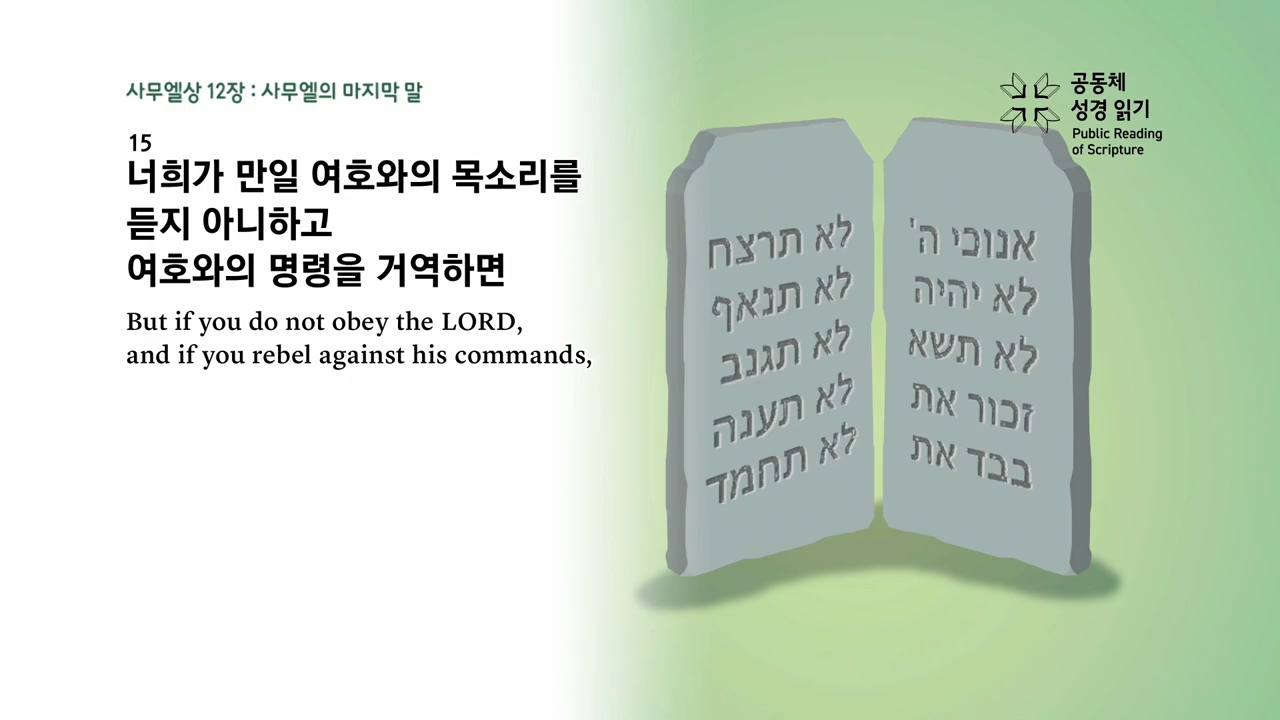 사무엘상 12장 : 사무엘의 마지막 말
15
너희가 만일 여호와의 목소리를
듣지 아니하고
여호와의 명령을 거역하면
But if you do not obey the LORD,
and if you rebel against his commands,
공동체
성경 읽기
Public Reading
of Scripture
אנוכי ה'
לא יהיה
לא תשא
זכור את
בבד את
לא תרצח
לא תנאף
לא תגנב
לא תענה
לא תחמד